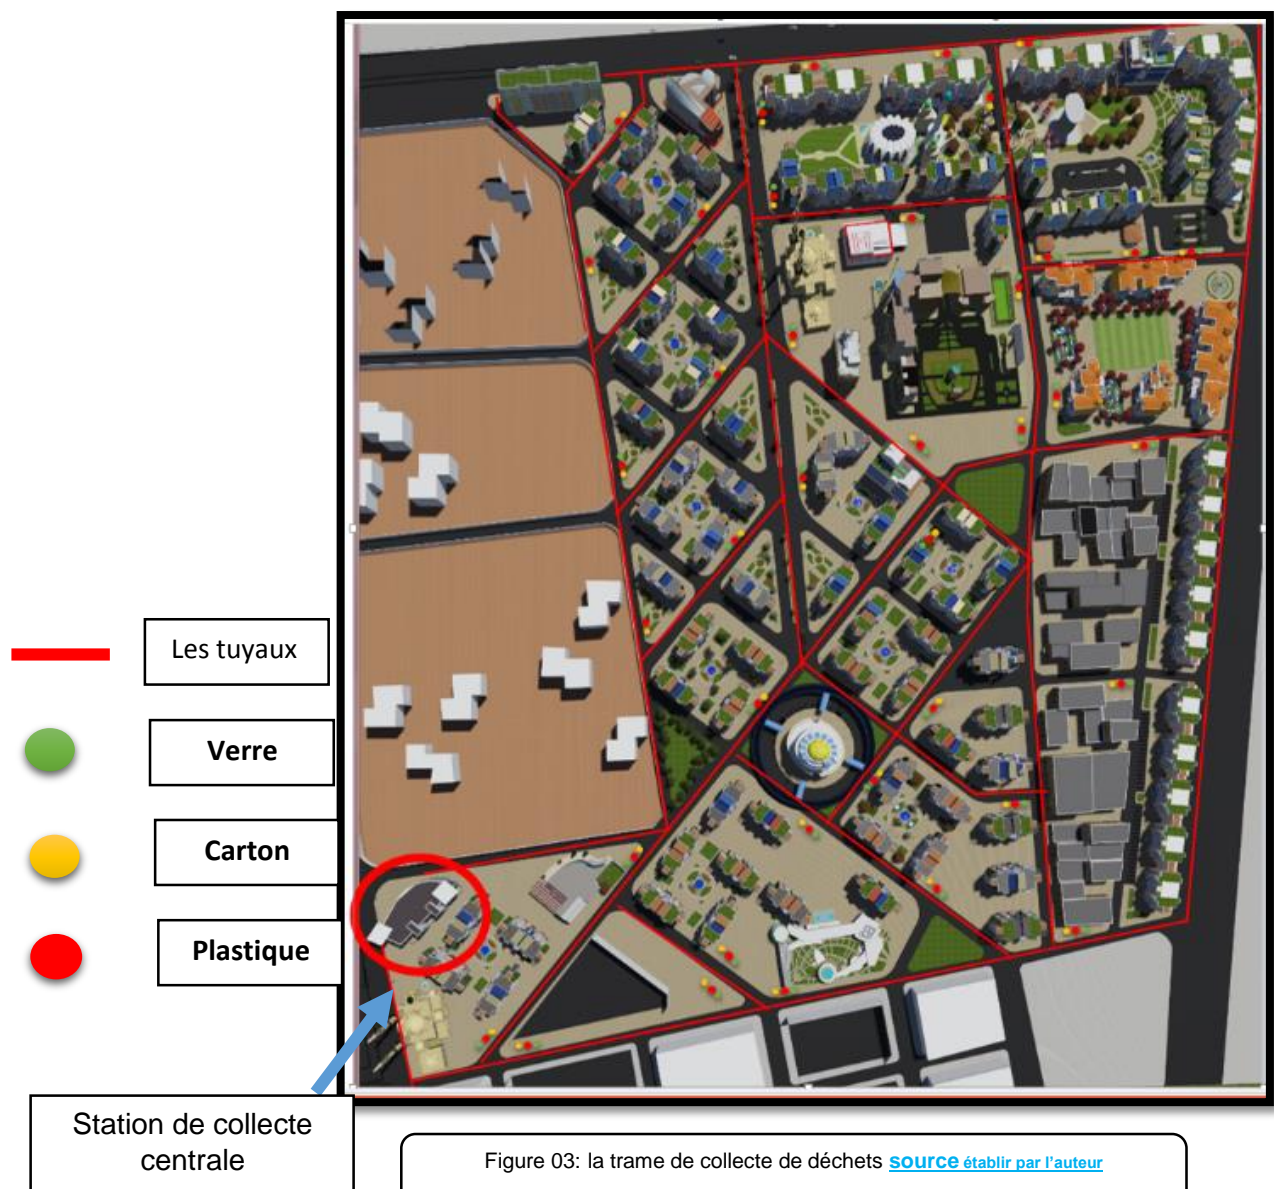 Les tuyaux
Verre
Carton
Plastique
Station de collecte
centrale
Figure 03: la trame de collecte de déchets source établir par l'auteur